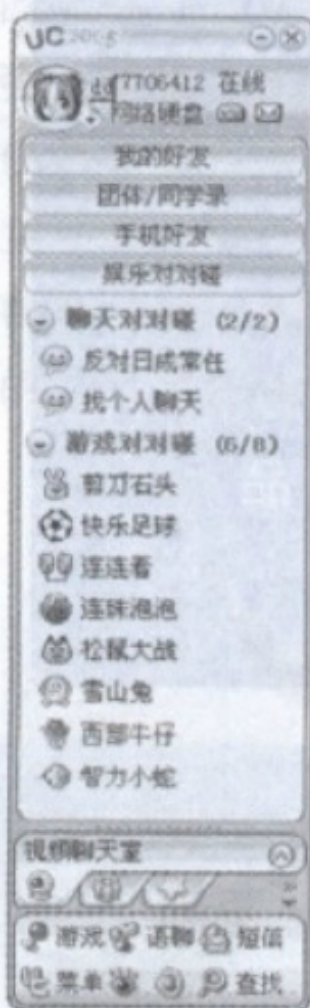 UC 2005
7706412 在线
网络硬盘
我的好友
团体/同学录
手机好友
娱乐对对碰
聊天对对碰 (2/2)
反对日成常任
找个人聊天
游戏对对碰 (6/8)
剪刀石头
快乐足球
连连看
连珠泡泡
松鼠大战
雪山兔
西部牛仔
智力小蛇
视频聊天室
游戏 语聊 短信
菜单 查找